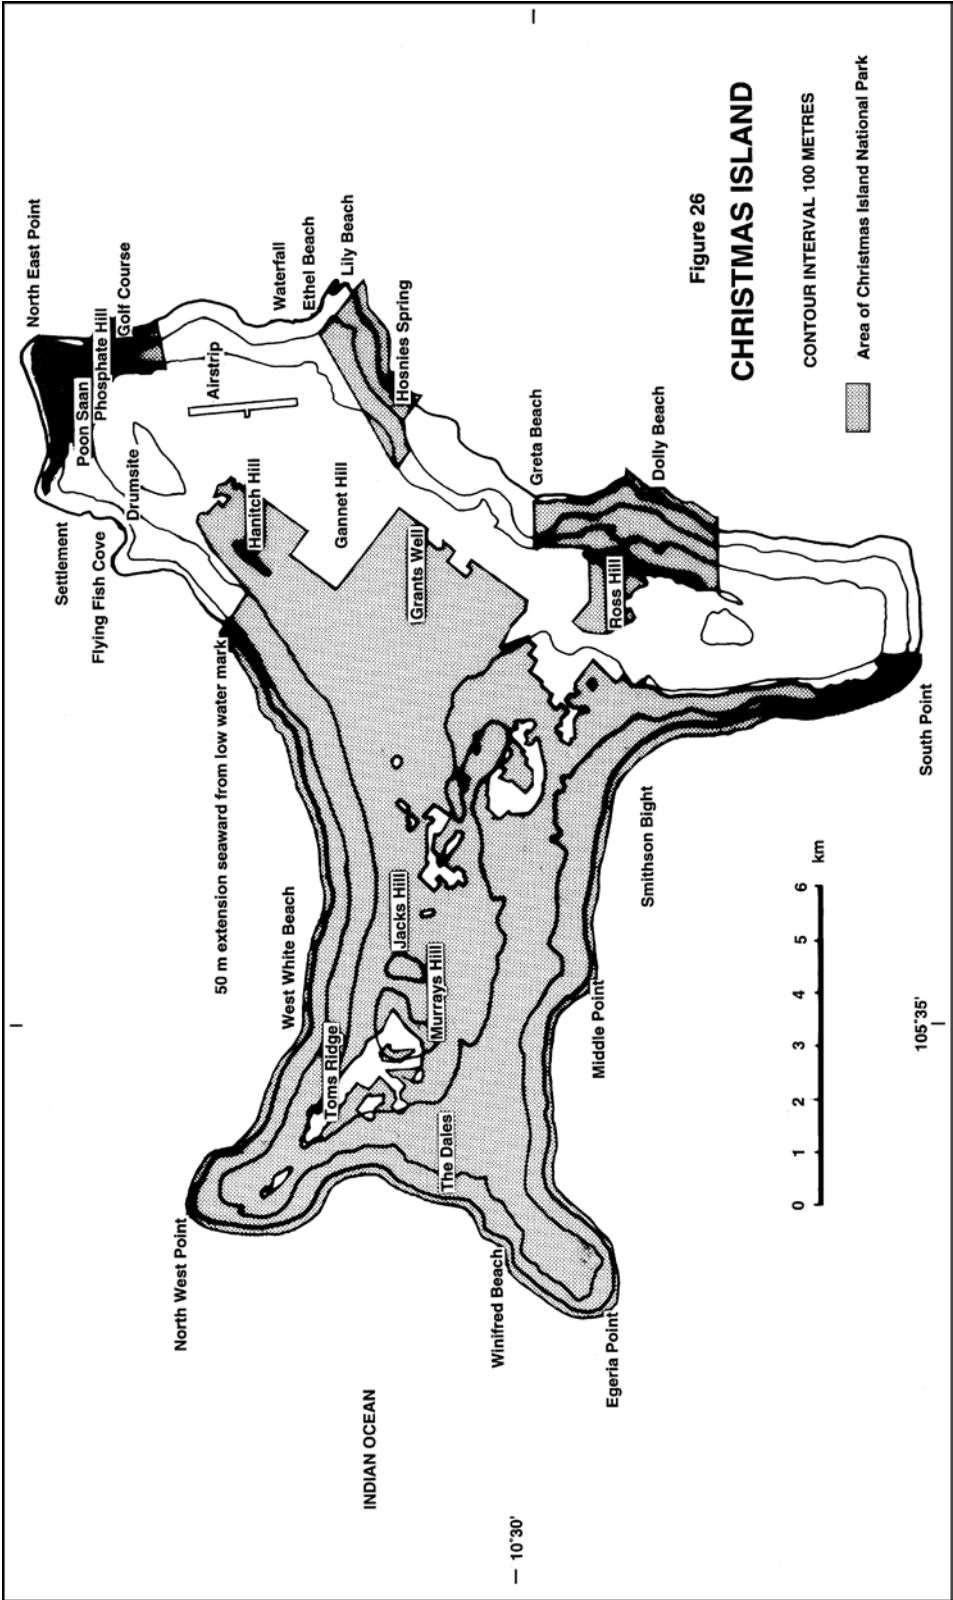 North East Point
Golf Course
Phosphate Hill
Poon Saan
Drumsite
Settlement
Flying Fish Cove
Airstrip
Waterfall
Ethel Beach
Lily Beach
Hosnies Spring
Hanitch Hill
Gannet Hill
Grants Well
Greta Beach
Dolly Beach
Ross Hill
50 m extension seaward from low water mark
West White Beach
Toms Ridge
Jacks Hill
Murrays Hill
The Dales
North West Point
Winifred Beach
Egeria Point
Middle Point
Smithson Bight
South Point
INDIAN OCEAN
10°30'
105°35'
0 1 2 3 4 5 6 km
Figure 26
CHRISTMAS ISLAND
CONTOUR INTERVAL 100 METRES
Area of Christmas Island National Park